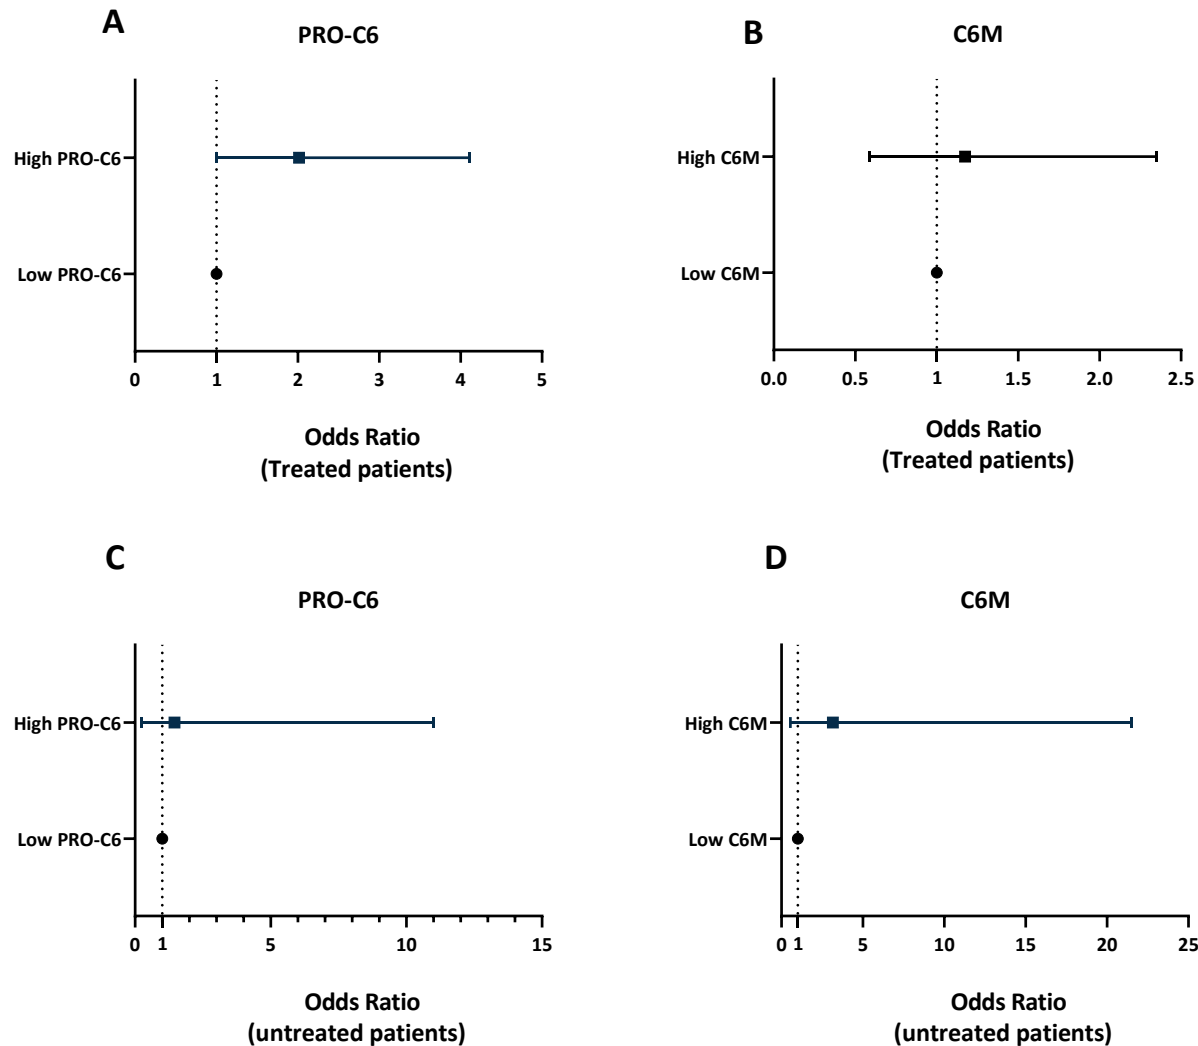 A
PRO-C6
High PRO-C6
Low PRO-C6
0 1 2 3 4 5
Odds Ratio
(Treated patients)
B
C6M
High C6M
Low C6M
0.0 0.5 1 1.5 2.0 2.5
Odds Ratio
(Treated patients)
C
PRO-C6
High PRO-C6
Low PRO-C6
0 1 5 10 15
Odds Ratio
(untreated patients)
D
C6M
High C6M
Low C6M
0 1 5 10 15 20 25
Odds Ratio
(untreated patients)